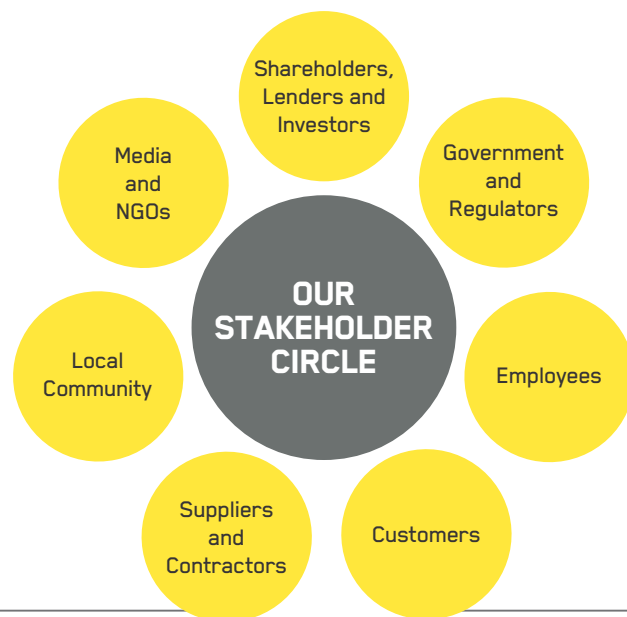 Shareholders,
Lenders and
Investors
Government
and
Regulators
Media
and
NGOs
OUR
STAKEHOLDER
CIRCLE
Local
Community
Employees
Suppliers
and
Contractors
Customers